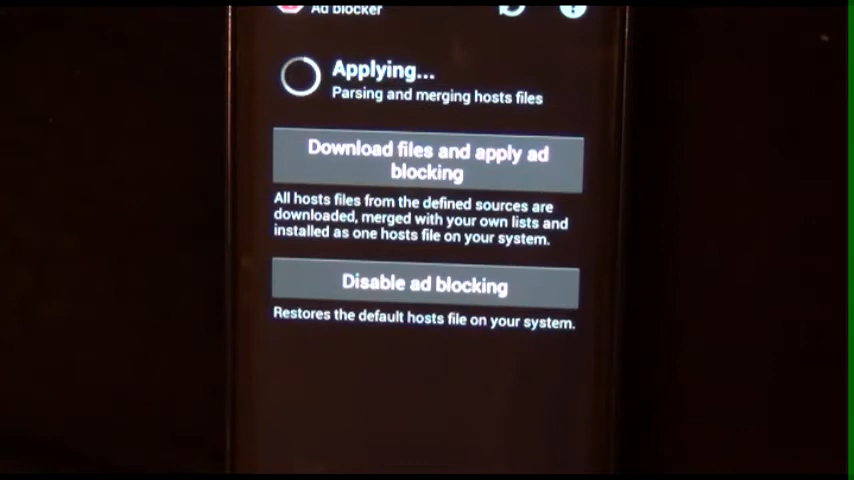 Ad blocker
Applying...
Parsing and merging hosts files
Download files and apply ad
blocking
All hosts files from the defined sources are
downloaded, merged with your own lists and
installed as one hosts file on your system.
Disable ad blocking
Restores the default hosts file on your system.